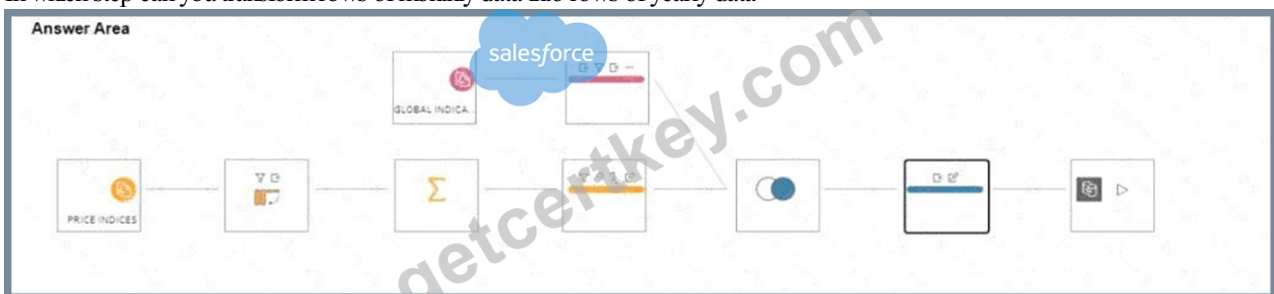 Answer Area
salesforce
GLOBAL INDICA..
PRICE INDICES
getcertkey.com